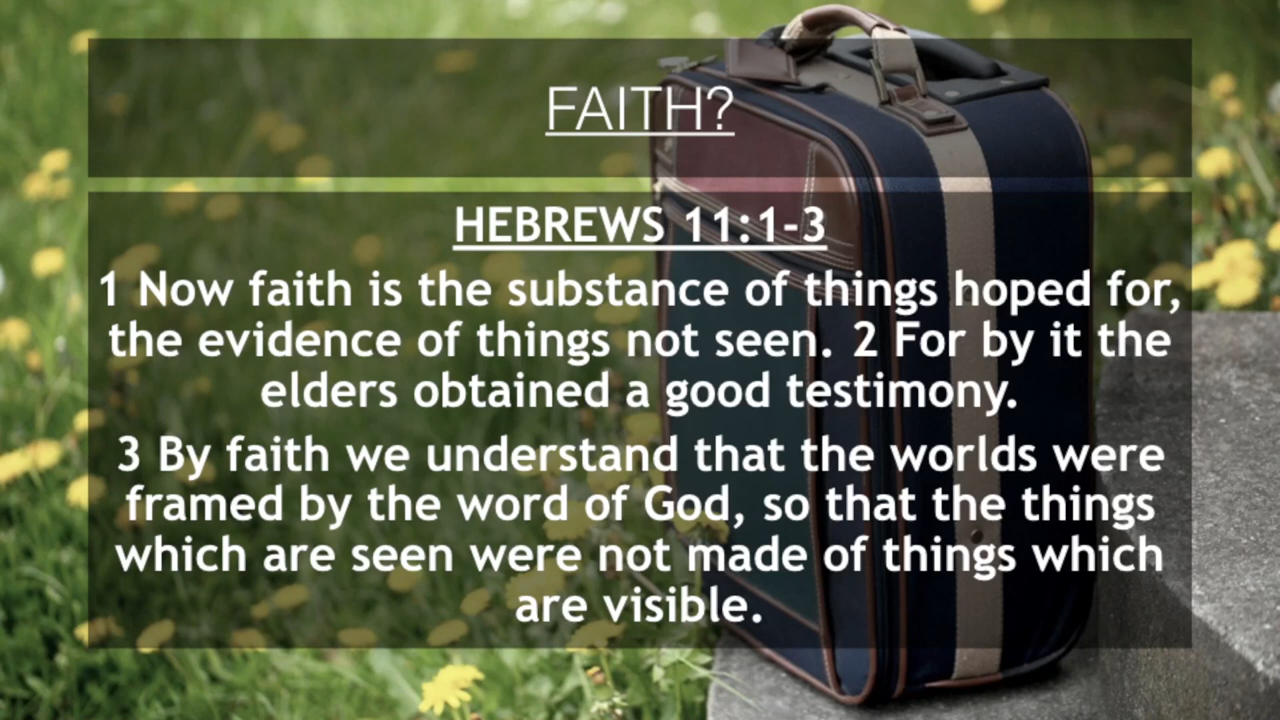 FAITH?
HEBREWS 11:1-3
1 Now faith is the substance of things hoped for,
the evidence of things not seen. 2 For by it the
elders obtained a good testimony.
3 By faith we understand that the worlds were
framed by the word of God, so that the things
which are seen were not made of things which
are visible.